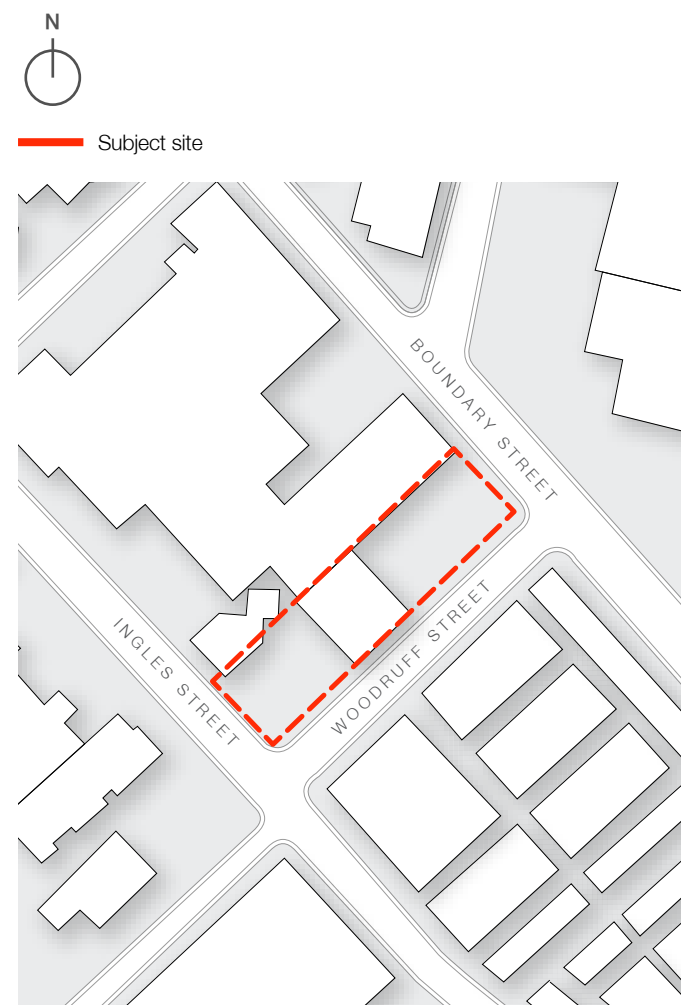 N
Subject site
BOUNDARY STREET
WOODRUFF STREET
INGLES STREET